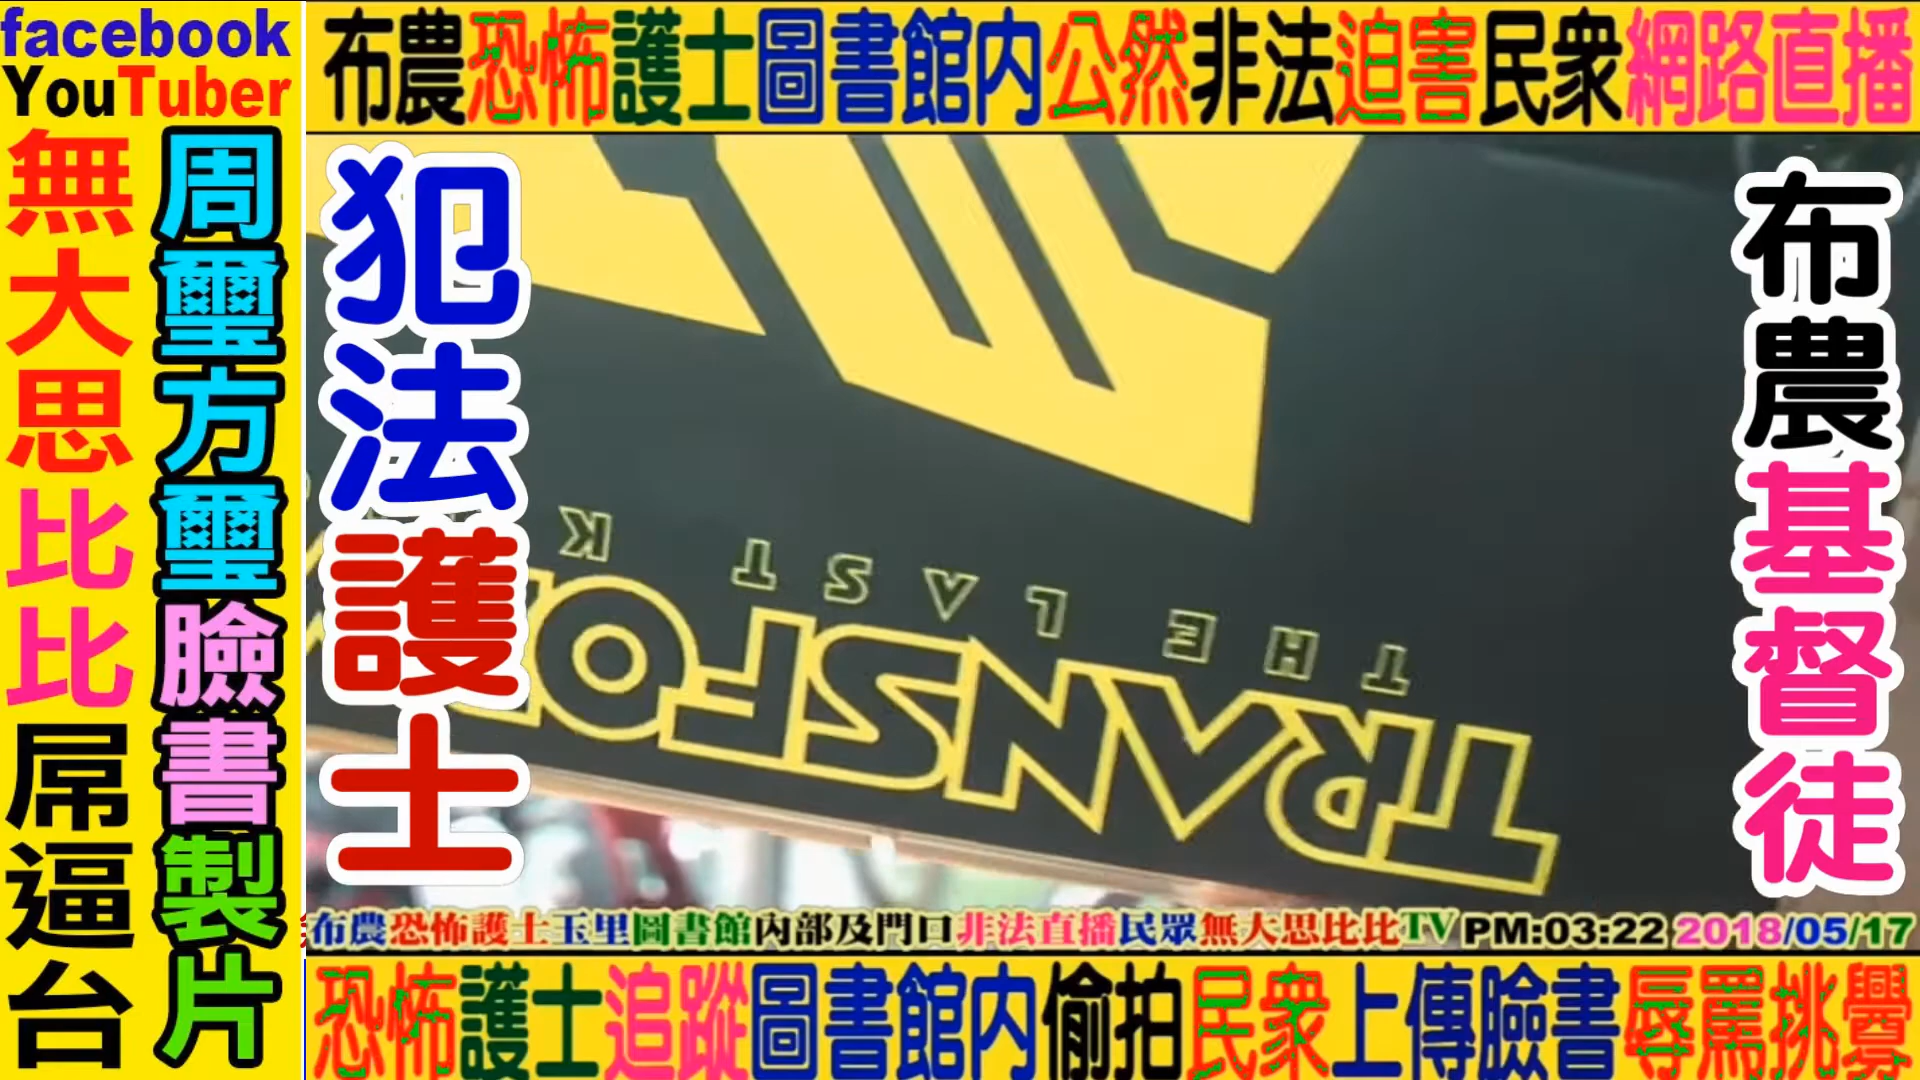 facebook
YouTuber
無大思比比屌逼台
周璽方璽臉書製片
布農恐怖護士圖書館內公然非法迫害民衆網路直播
犯法護士
布農基督徒
THE LAST K
TRANSFO
布農恐怖護士玉里圖書館內部及門口非法直播民眾無大思比比TV PM:03:22 2018/05/17
恐怖護士追蹤圖書館內偷拍民衆上傳臉書辱罵挑釁